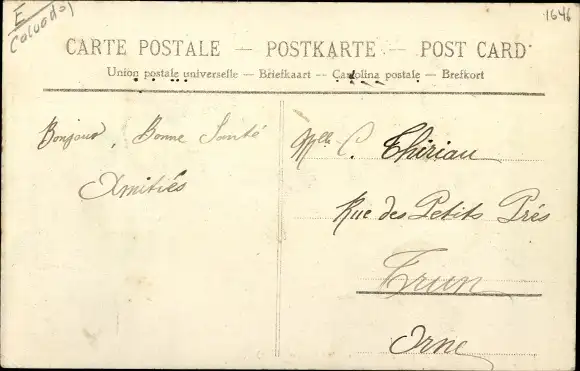 E
Calvados
1646
CARTE POSTALE — POSTKARTE — POST CARD
Union postale universelle — Briefkaart -- Cartolina postale — Brefkort
Bonjour, Bonne Santé
Amitiés
Mlle C. Thiriau
Rue des Petits Prés
Trun
Orne